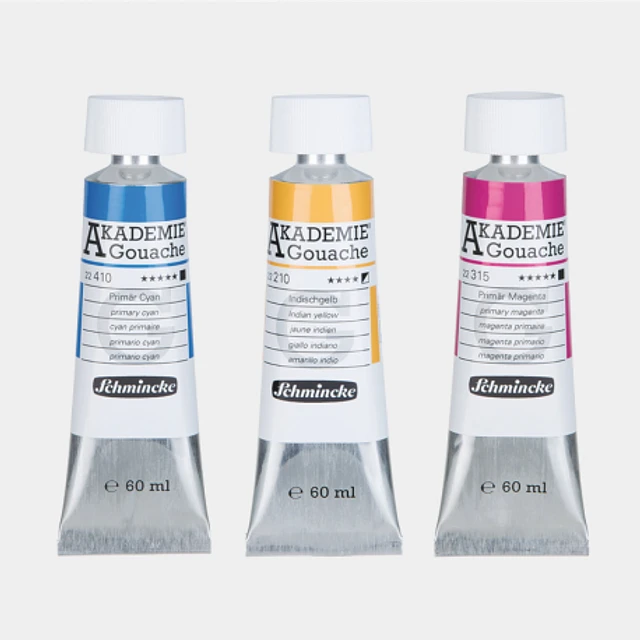 AKADEMIE®
Gouache
22 410 ★★★★★ ■
Primär Cyan
primary cyan
cyan primaire
primario cyan
primario cyan
Schmincke
℮ 60 ml
AKADEMIE®
Gouache
22 210 ★★★★ ◪
Indischgelb
Indian yellow
jaune indien
giallo indiano
amarillo indio
Schmincke
℮ 60 ml
AKADEMIE®
Gouache
22 315 ★★★★★ ■
Primär Magenta
primary magenta
magenta primaire
magenta primario
magenta primario
Schmincke
℮ 60 ml